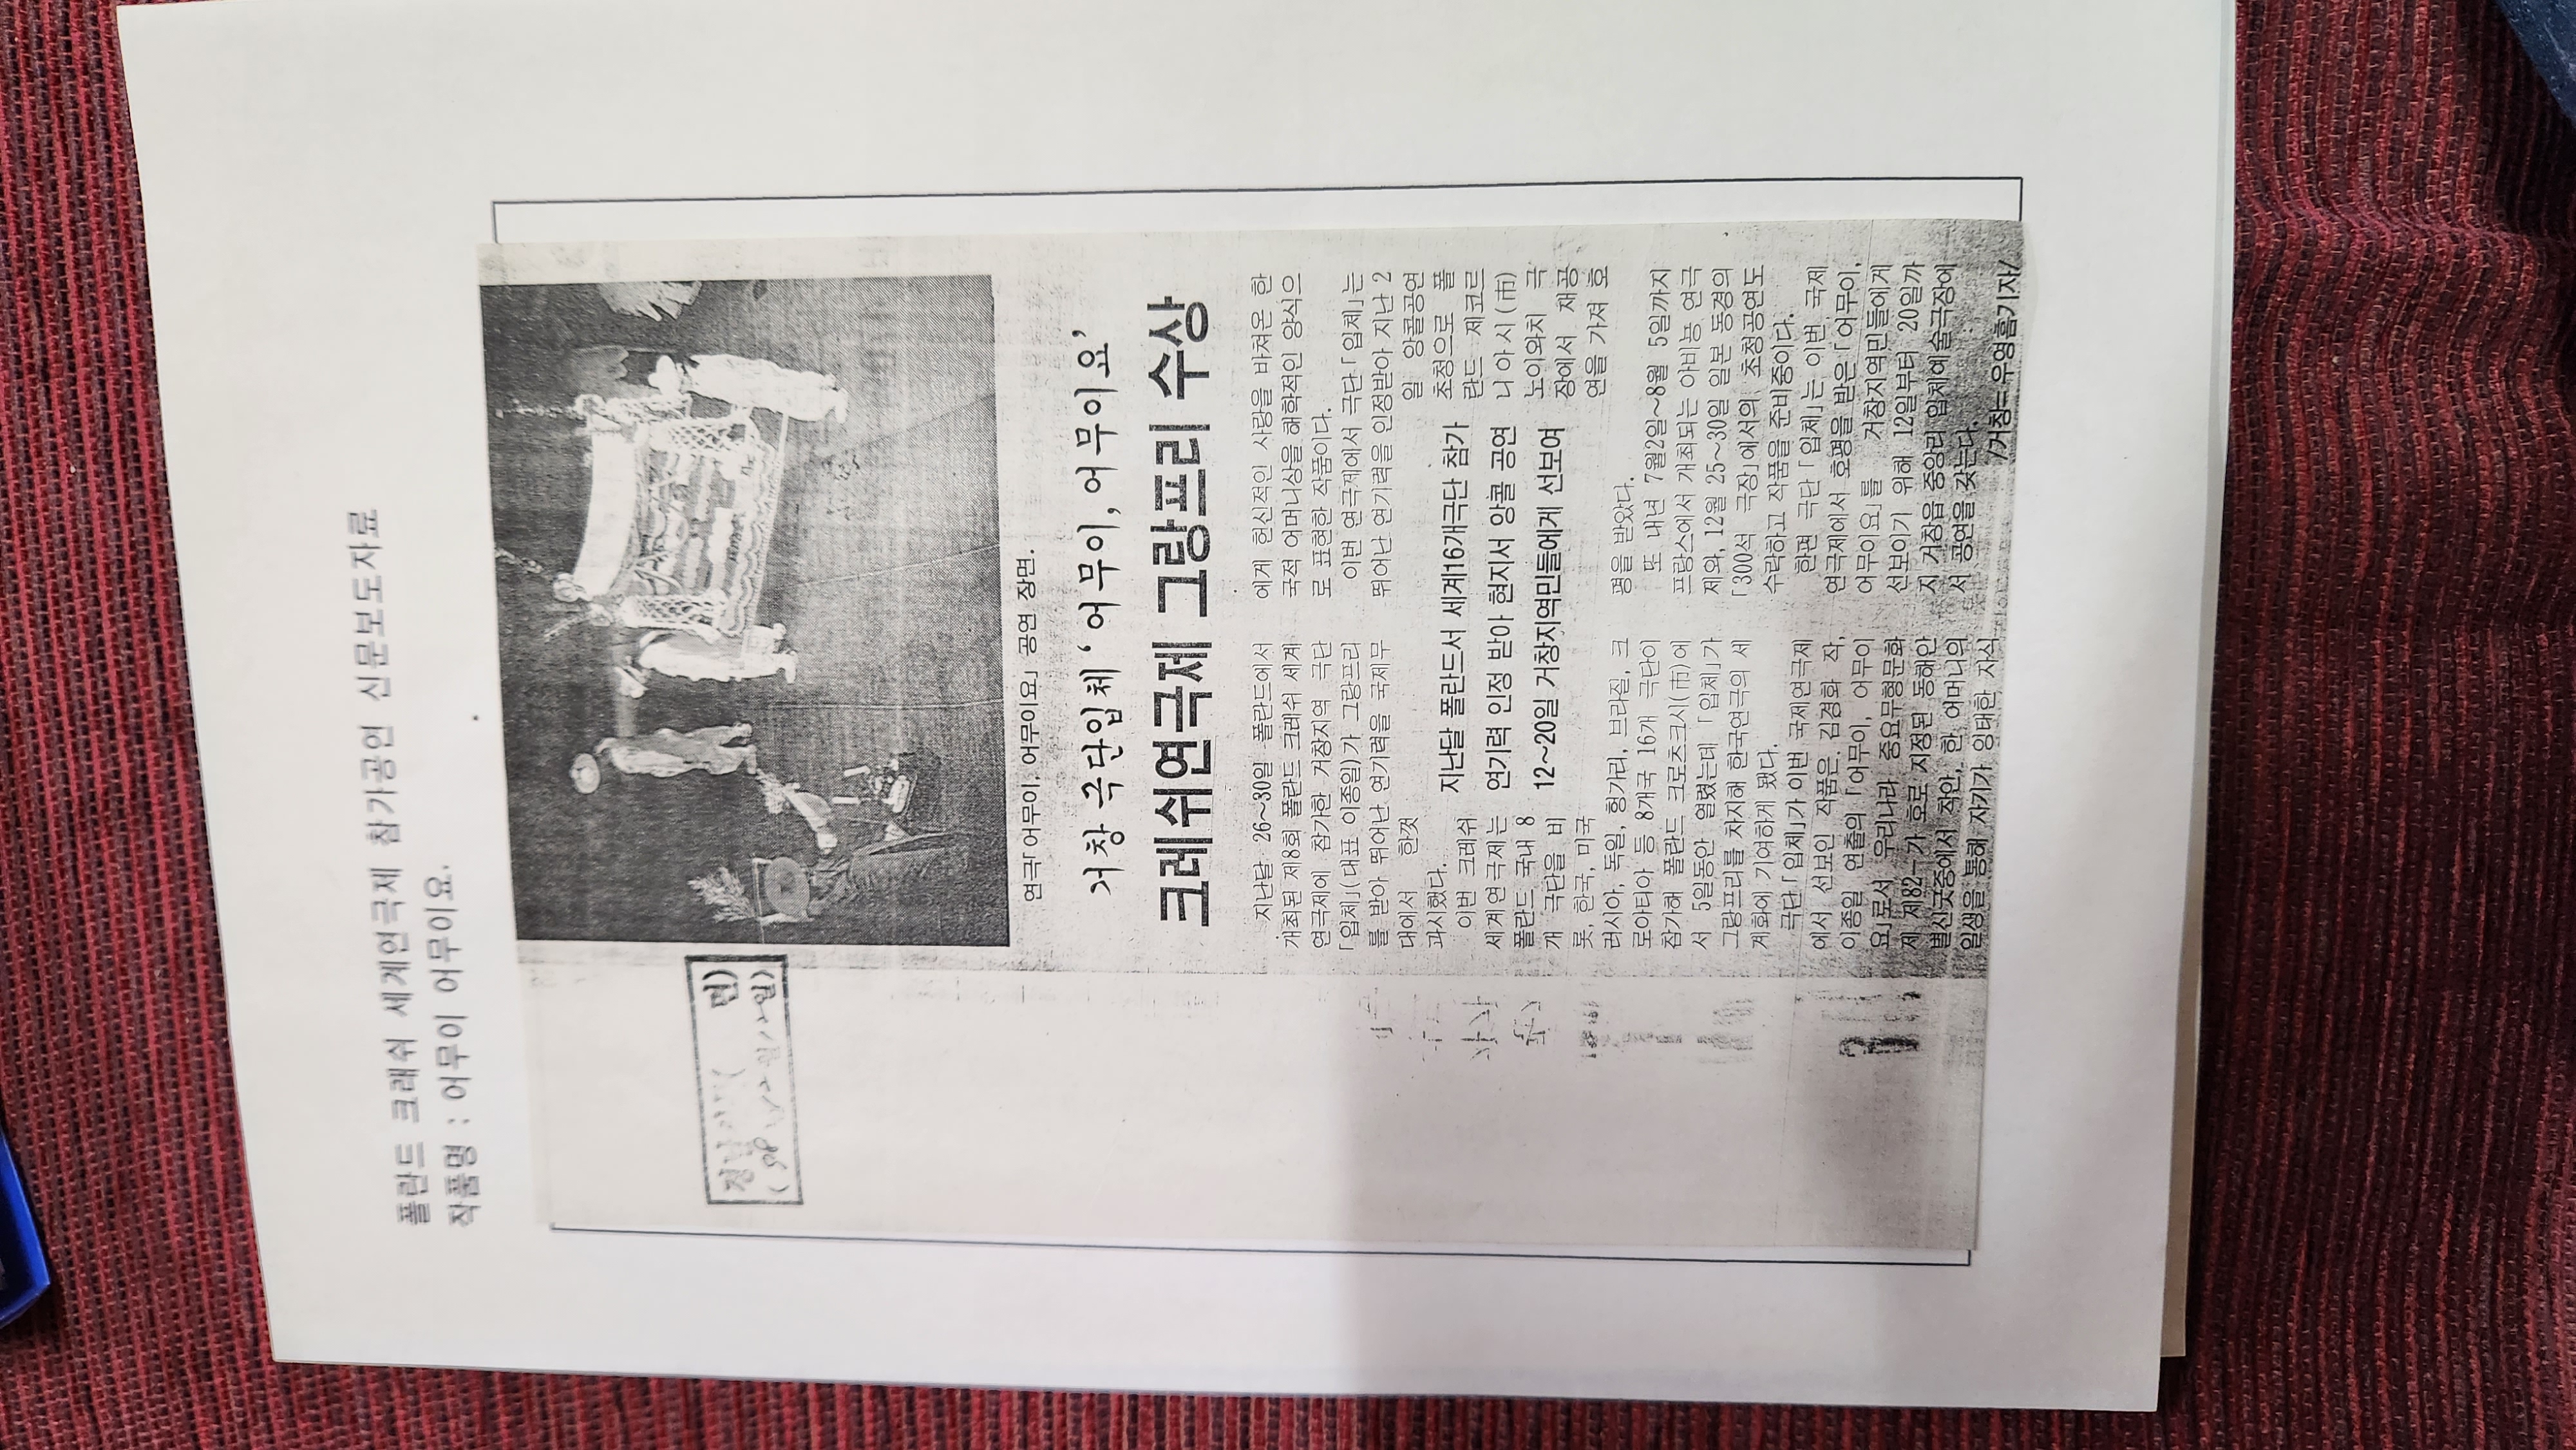 폴란드 크래쉬 세계연극제 참가공연 신문보도자료
작품명 : 어무이 어무이요.
면)
연극「어무이, 어무이요」 공연 장면.
거창 극단입체 ‘어무이, 어무이요’
크레쉬연극제 그랑프리 수상
지난달 26~30일 폴란드에서
개최된 제8회 폴란드 크레쉬 세계
연극제에 참가한 거창지역 극단
「입체」(대표 이종일)가 그랑프리
를 받아 뛰어난 연기력을 국제무
대에서 한껏
과시했다.
이번 크레쉬
세계연극제는
폴란드 국내 8
개 극단을 비
롯, 한국, 미국
러시아, 독일, 헝가리, 브라질, 크
로아티아 등 8개국 16개 극단이
참가해 폴란드 크로츠크시(市)에
서 5일동안 열렸는데 「입체」가
그랑프리를 차지해 한국연극의 세
계화에 기여하게 됐다.
극단 「입체」가 이번 국제연극제
에서 선보인 작품은 김경화 작,
이종일 연출의 「어무이, 어무이
요」로서 우리나라 중요무형문화
제 제82-가 호로 지정된 동해안
별신굿중에서 착안, 한 어머니의
일생을 통해 자기가 잉태한 자식
지난달 폴란드서 세계16개극단 참가
연기력 인정 받아 현지서 앙콜 공연
12~20일 거창지역민들에게 선보여
에게 헌신적인 사랑을 바쳐온 한
국적 어머니상을 해학적인 양식으
로 표현한 작품이다.
이번 연극제에서 극단 「입체」는
뛰어난 연기력을 인정받아 지난 2
일 앙콜공연
초청으로 폴
란드 제코르
니아시(市)
노이와치 극
장에서 재공
연을 가져 호
평을 받았다.
또 내년 7월2일~8월 5일까지
프랑스에서 개최되는 아비뇽 연극
제와, 12월 25~30일 일본 동경의
「300석 극장」에서의 초청공연도
수락하고 작품을 준비중이다.
한편 극단 「입체」는 이번 국제
연극제에서 호평을 받은 「어무이,
어무이요」를 거창지역민들에게
선보이기 위해 12일부터 20일까
지 거창읍 중앙리 입체예술극장에
서 공연을 갖는다.
/거창=우영흠기자/